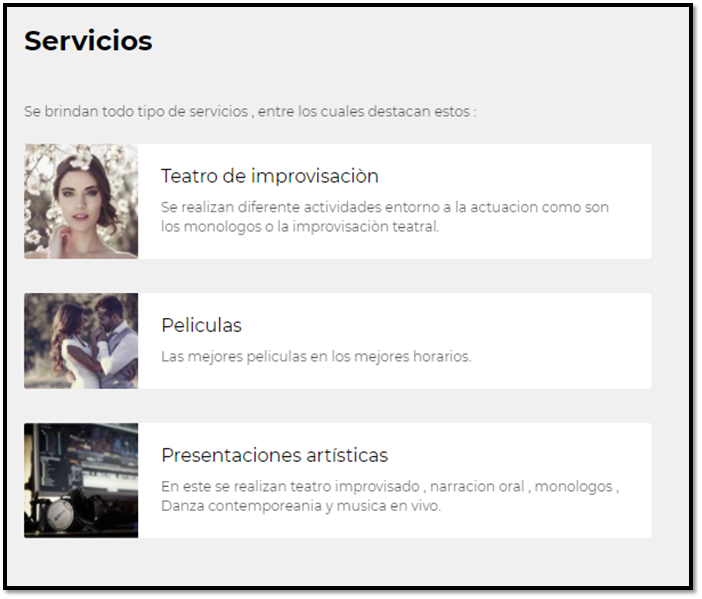 Servicios
Se brindan todo tipo de servicios , entre los cuales destacan estos :
Teatro de improvisaciòn
Se realizan diferente actividades entorno a la actuacion como son
los monologos o la improvisaciòn teatral.
Peliculas
Las mejores peliculas en los mejores horarios.
Presentaciones artísticas
En este se realizan teatro improvisado , narracion oral , monologos ,
Danza contemporeania y musica en vivo.